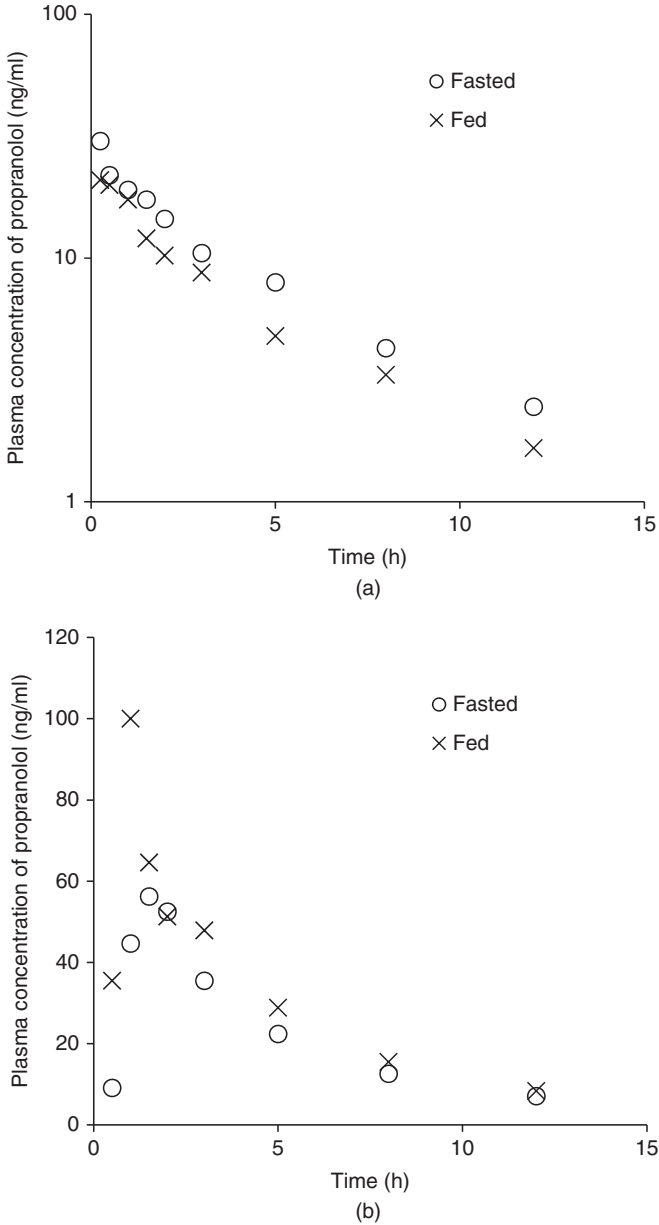 100
10
1
Plasma concentration of propranolol (ng/ml)
Fasted
Fed
0 5 10 15
Time (h)
(a)
120
100
80
60
40
20
0
Plasma concentration of propranolol (ng/ml)
Fasted
Fed
0 5 10 15
Time (h)
(b)